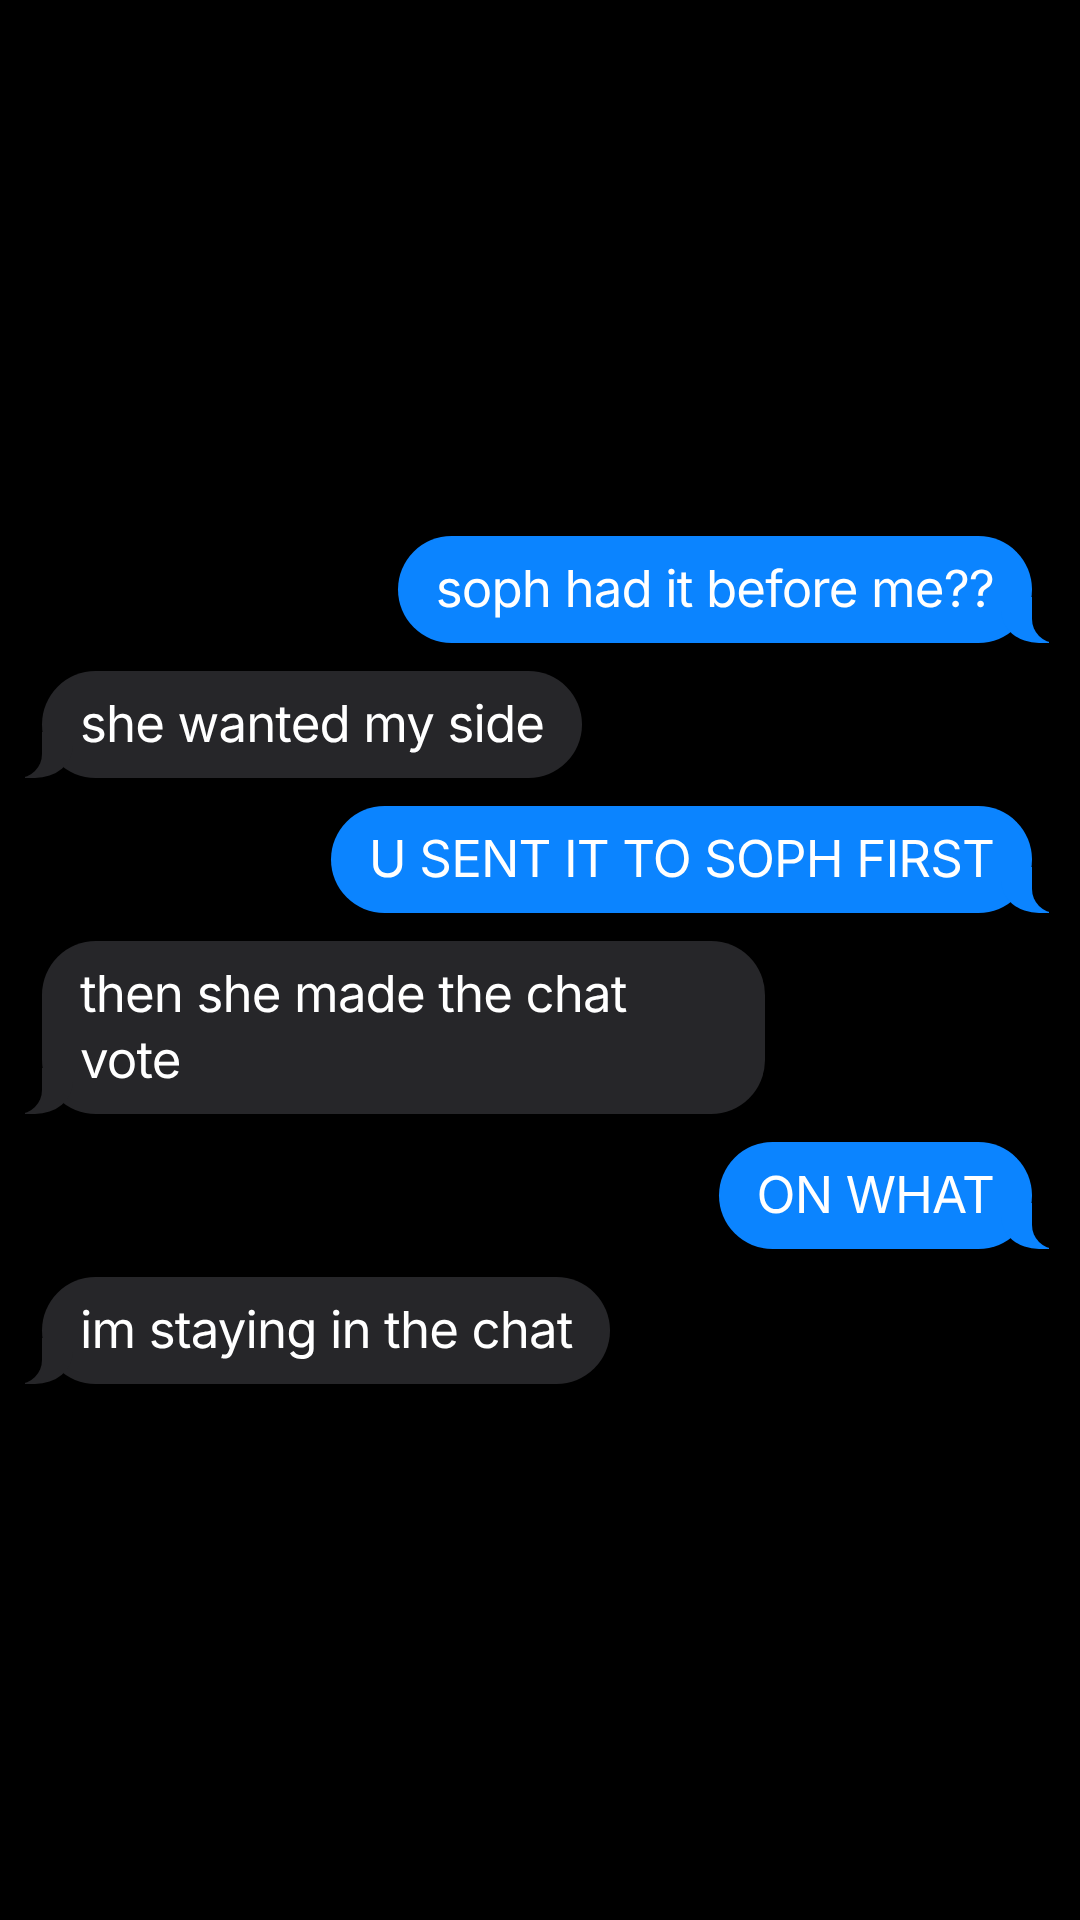 soph had it before me??
she wanted my side
U SENT IT TO SOPH FIRST
then she made the chat
vote
ON WHAT
im staying in the chat